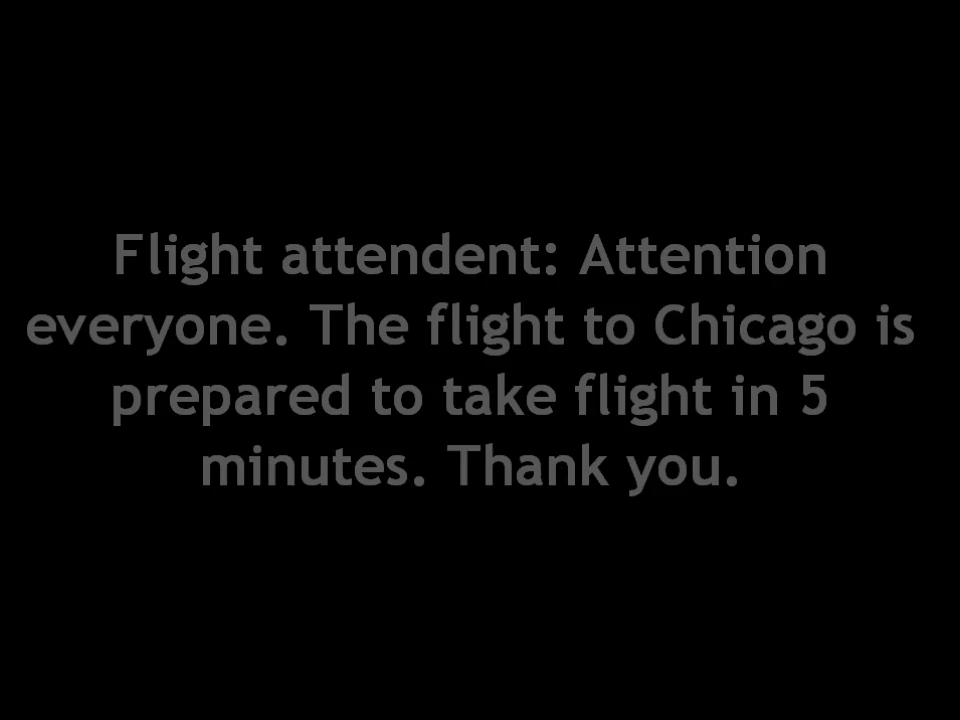 Flight attendent: Attention
everyone. The flight to Chicago is
prepared to take flight in 5
minutes. Thank you.